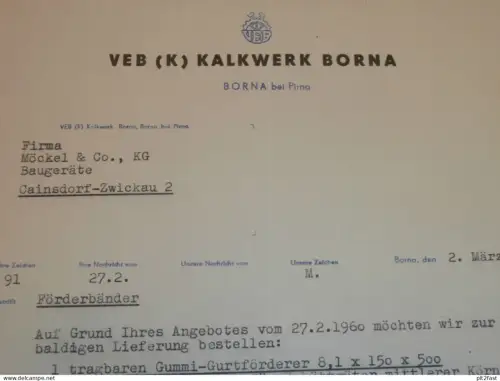 VEB
VEB (K) KALKWERK BORNA
BORNA bei Pirna
VEB (K) Kalkwerk Borna, Borna bei Pirna
Firma
Möckel & Co., KG
Baugeräte
Cainsdorf-Zwickau 2
Ihre Zeichen Ihre Nachricht vom Unsere Nachricht vom Unsere Zeichen Borna, den 2. März
91 27.2. M.
Förderbänder
Auf Grund Ihres Angebotes vom 27.2.1960 möchten wir zur
baldigen Lieferung bestellen:
1 tragbaren Gummi-Gurtförderer 8,1 x 150 x 500
mittlerer